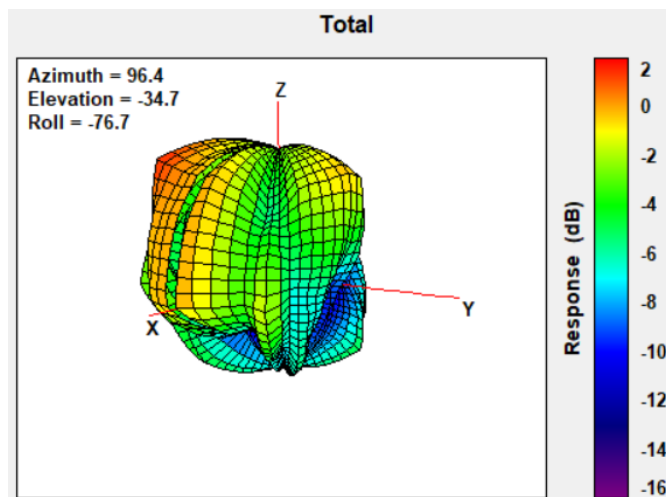 Total
Azimuth = 96.4
Elevation = -34.7
Roll = -76.7
Z
X
Y
Response (dB)
2
0
-2
-4
-6
-8
-10
-12
-14
-16